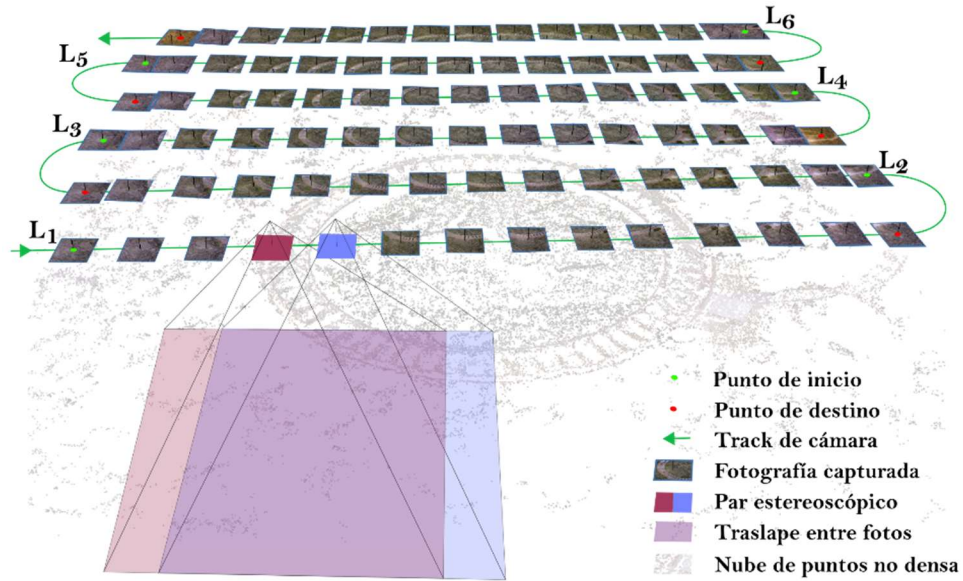 L6
L5
L4
L3
L2
L1
Punto de inicio
Punto de destino
Track de cámara
Fotografía capturada
Par estereoscópico
Traslape entre fotos
Nube de puntos no densa